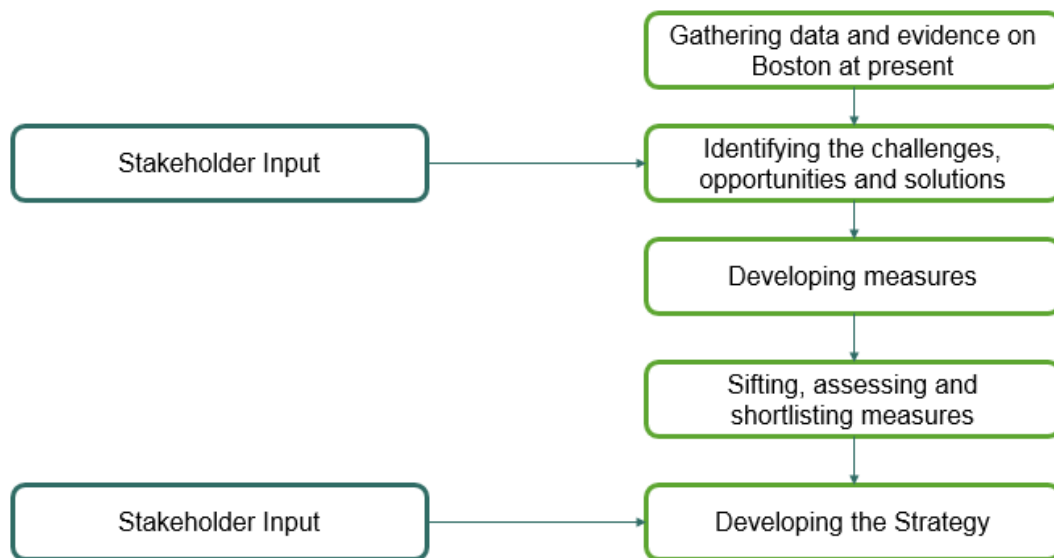 Gathering data and evidence on
Boston at present
Stakeholder Input
Identifying the challenges,
opportunities and solutions
Developing measures
Sifting, assessing and
shortlisting measures
Stakeholder Input
Developing the Strategy